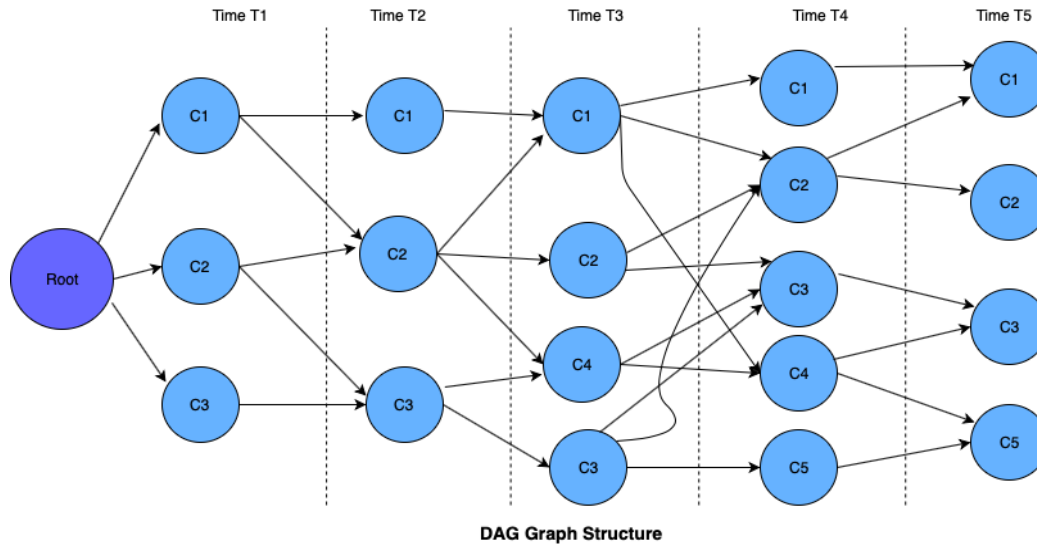 Time T1
Time T2
Time T3
Time T4
Time T5
Root
C1
C2
C3
C1
C2
C3
C1
C2
C4
C3
C1
C2
C3
C4
C5
C1
C2
C3
C5
DAG Graph Structure